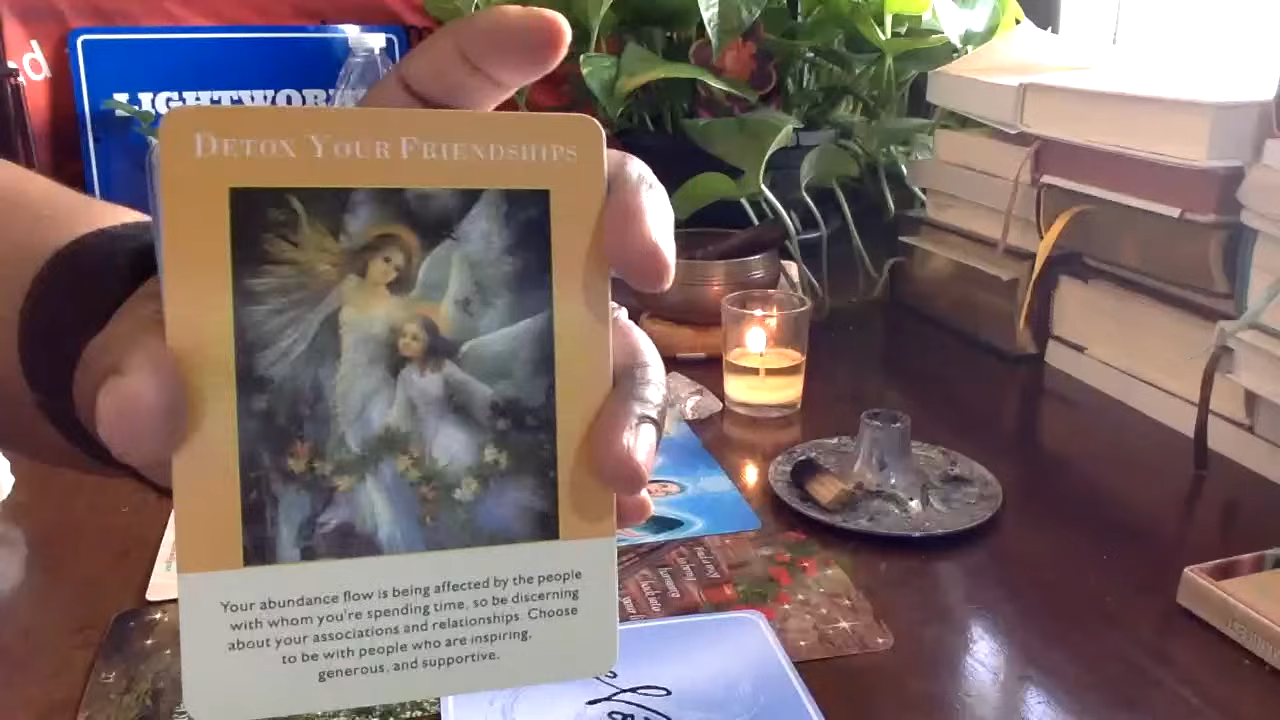 d
LIGHTWOR
DETOX YOUR FRIENDSHIPS
Your abundance flow is being affected by the people
with whom you're spending time, so be discerning
about your associations and relationships. Choose
to be with people who are inspiring,
generous, and supportive.